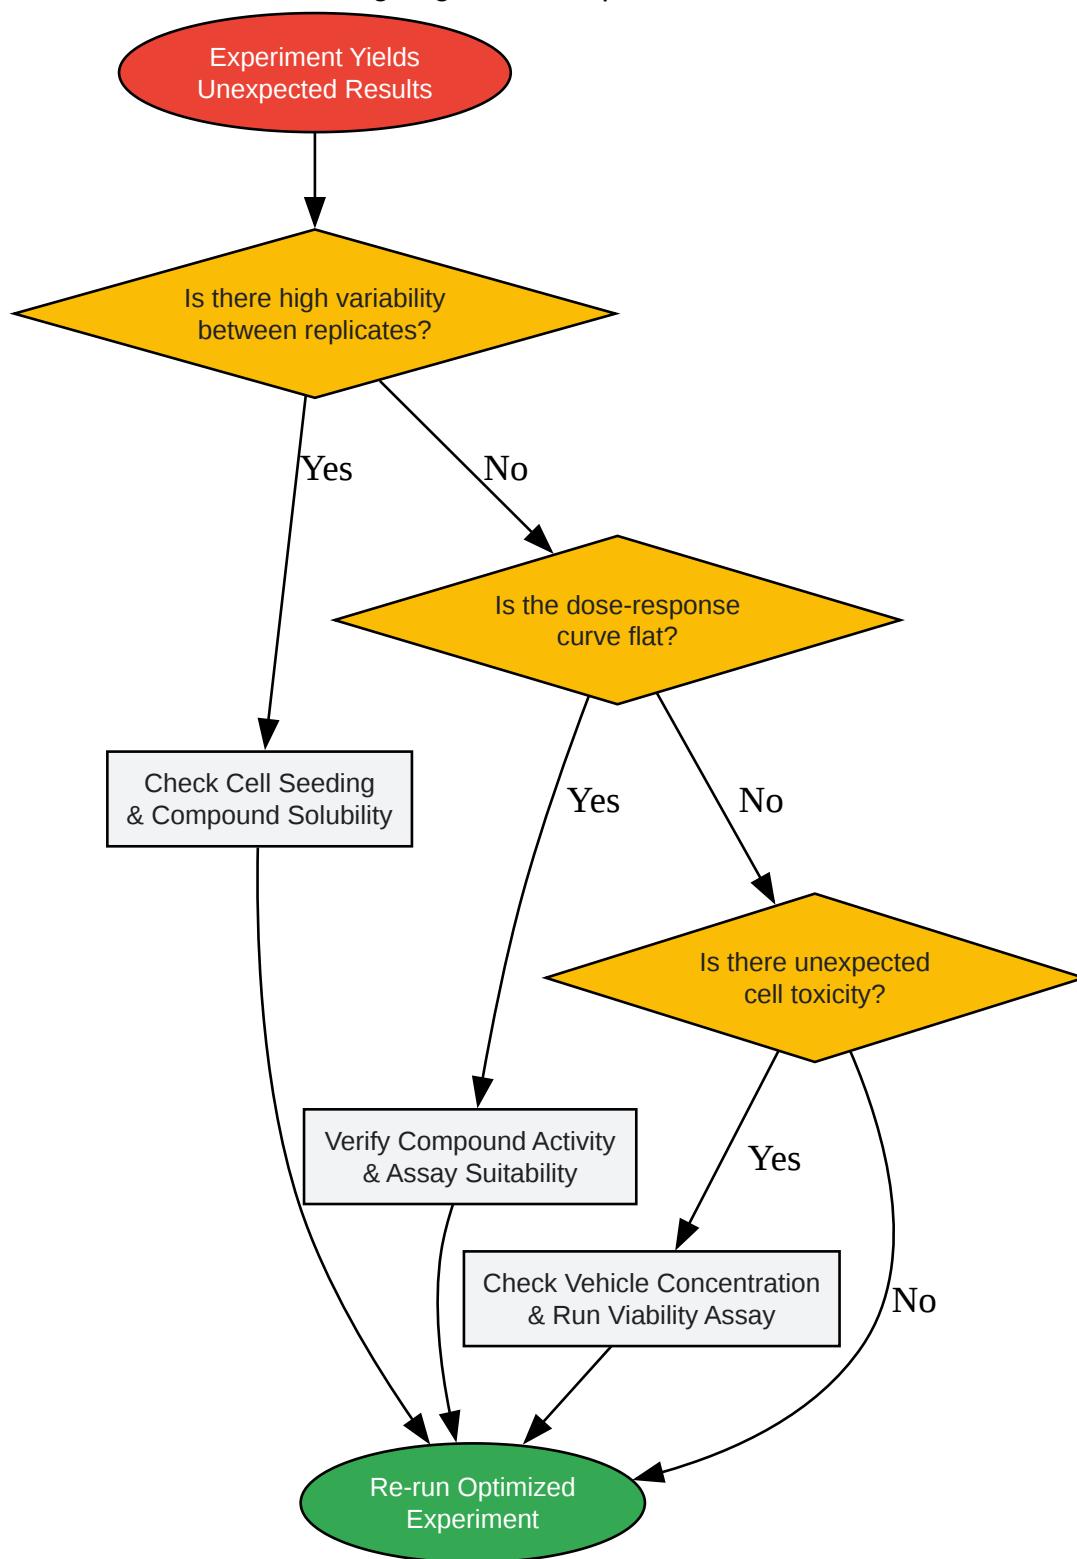 Experiment Yields
Unexpected Results
Is there high variability
between replicates?
Yes
No
Is the dose-response
curve flat?
Check Cell Seeding
& Compound Solubility
Yes
No
Is there unexpected
cell toxicity?
Verify Compound Activity
& Assay Suitability
Yes
Check Vehicle Concentration
& Run Viability Assay
No
Re-run Optimized
Experiment